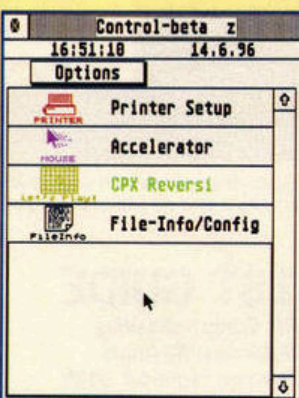 Control-beta z
16:51:10 14.6.96
Options
PRINTER Printer Setup
MOUSE Accelerator
Let's Play! CPX Reversi
FileInfo File-Info/Config